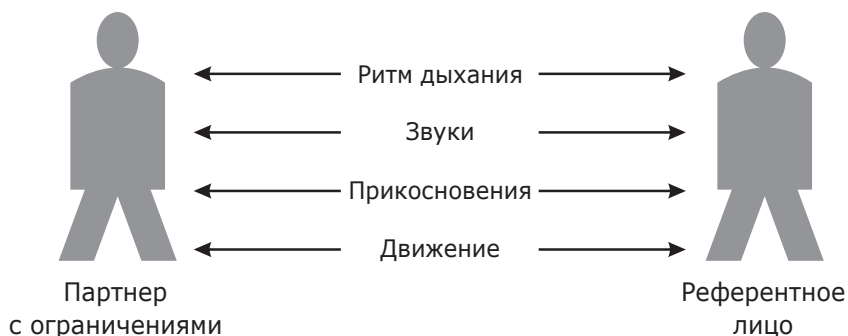 Ритм дыхания
Звуки
Прикосновения
Движение
Партнер
с ограничениями
Референтное
лицо